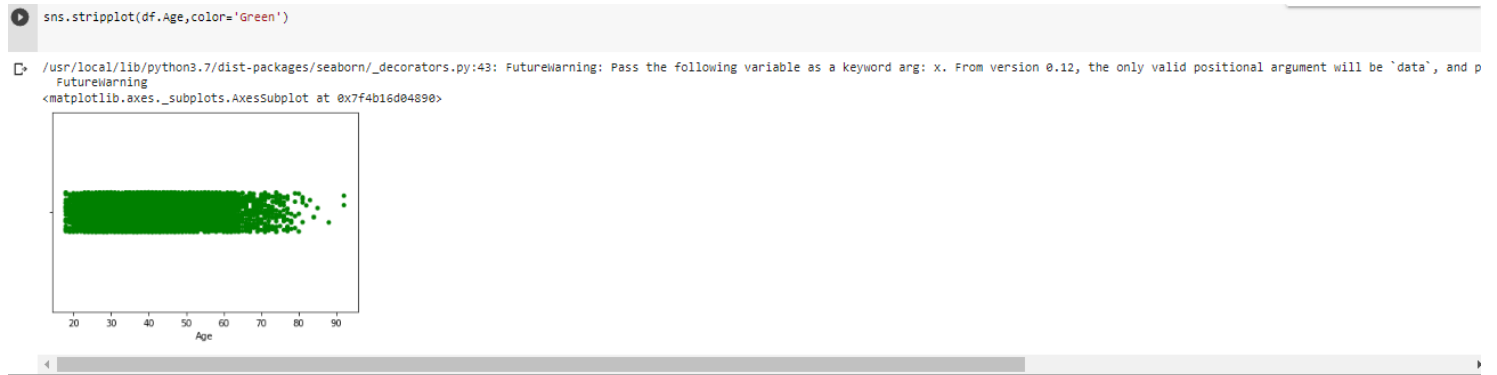 sns.stripplot(df.Age,color='Green')
/usr/local/lib/python3.7/dist-packages/seaborn/_decorators.py:43: FutureWarning: Pass the following variable as a keyword arg: x. From version 0.12, the only valid positional argument will be `data`, and p
FutureWarning
<matplotlib.axes._subplots.AxesSubplot at 0x7f4b16d04890>
20 30 40 50 60 70 80 90
Age